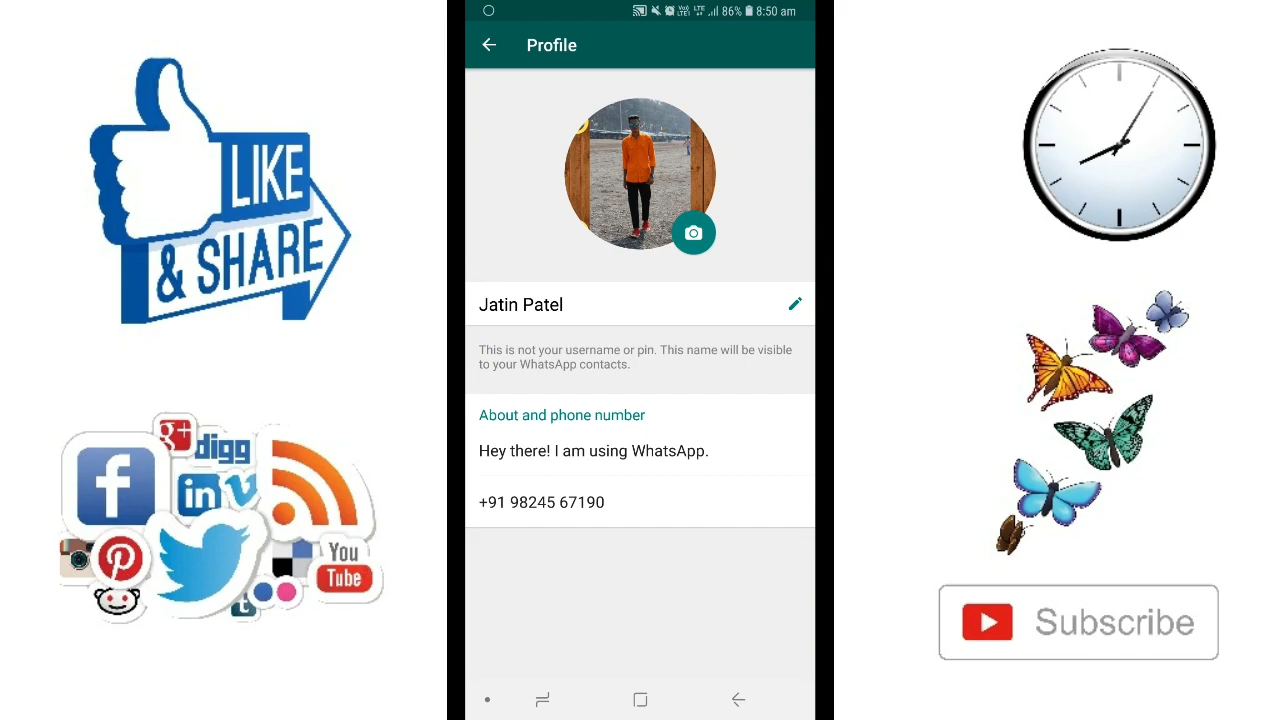 LIKE
& SHARE
g+
digg
f
in
You
Tube
t
LTE
86%
8:50 am
Profile
Jatin Patel
This is not your username or pin. This name will be visible
to your WhatsApp contacts.
About and phone number
Hey there! I am using WhatsApp.
+91 98245 67190
Subscribe